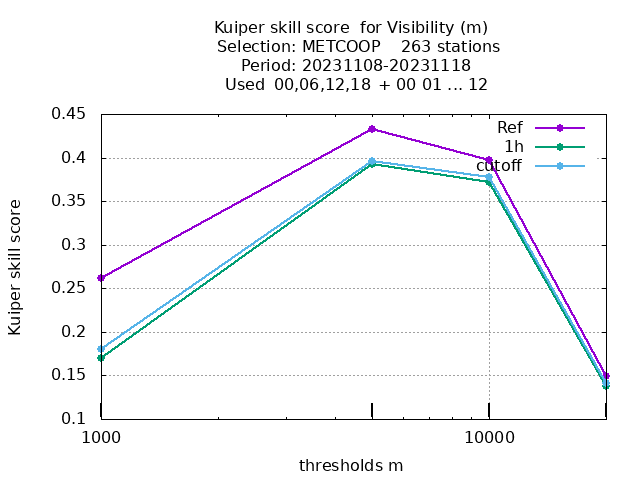 Kuiper skill score  for Visibility (m)
Selection: METCOOP    263 stations
Period: 20231108-20231118
Used  00,06,12,18  + 00 01 ... 12
0.45
0.4
0.35
0.3
0.25
0.2
0.15
0.1
Kuiper skill score
Ref
1h
cutoff
1000
10000
thresholds m